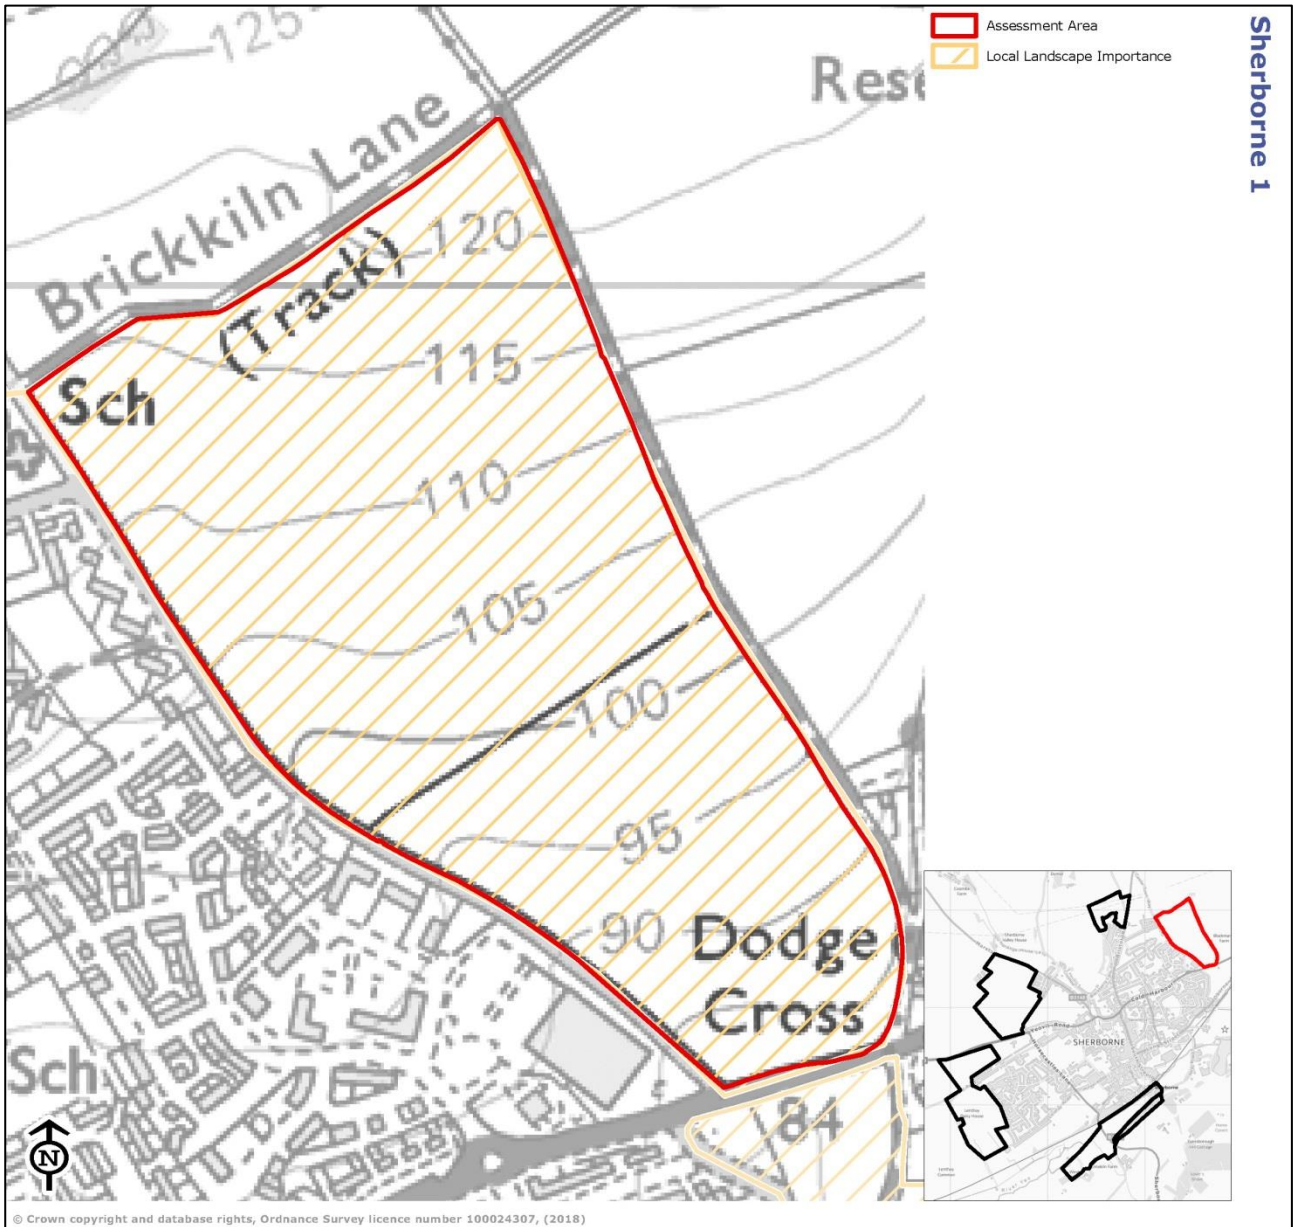 Assessment Area
Local Landscape Importance
Sherborne 1
125
Brickkiln Lane
(Track)
120
115
Sch
110
105
100
95
90
Dodge
Cross
84
Sch
N
SHERBORNE
© Crown copyright and database rights, Ordnance Survey licence number 100024307, (2018)